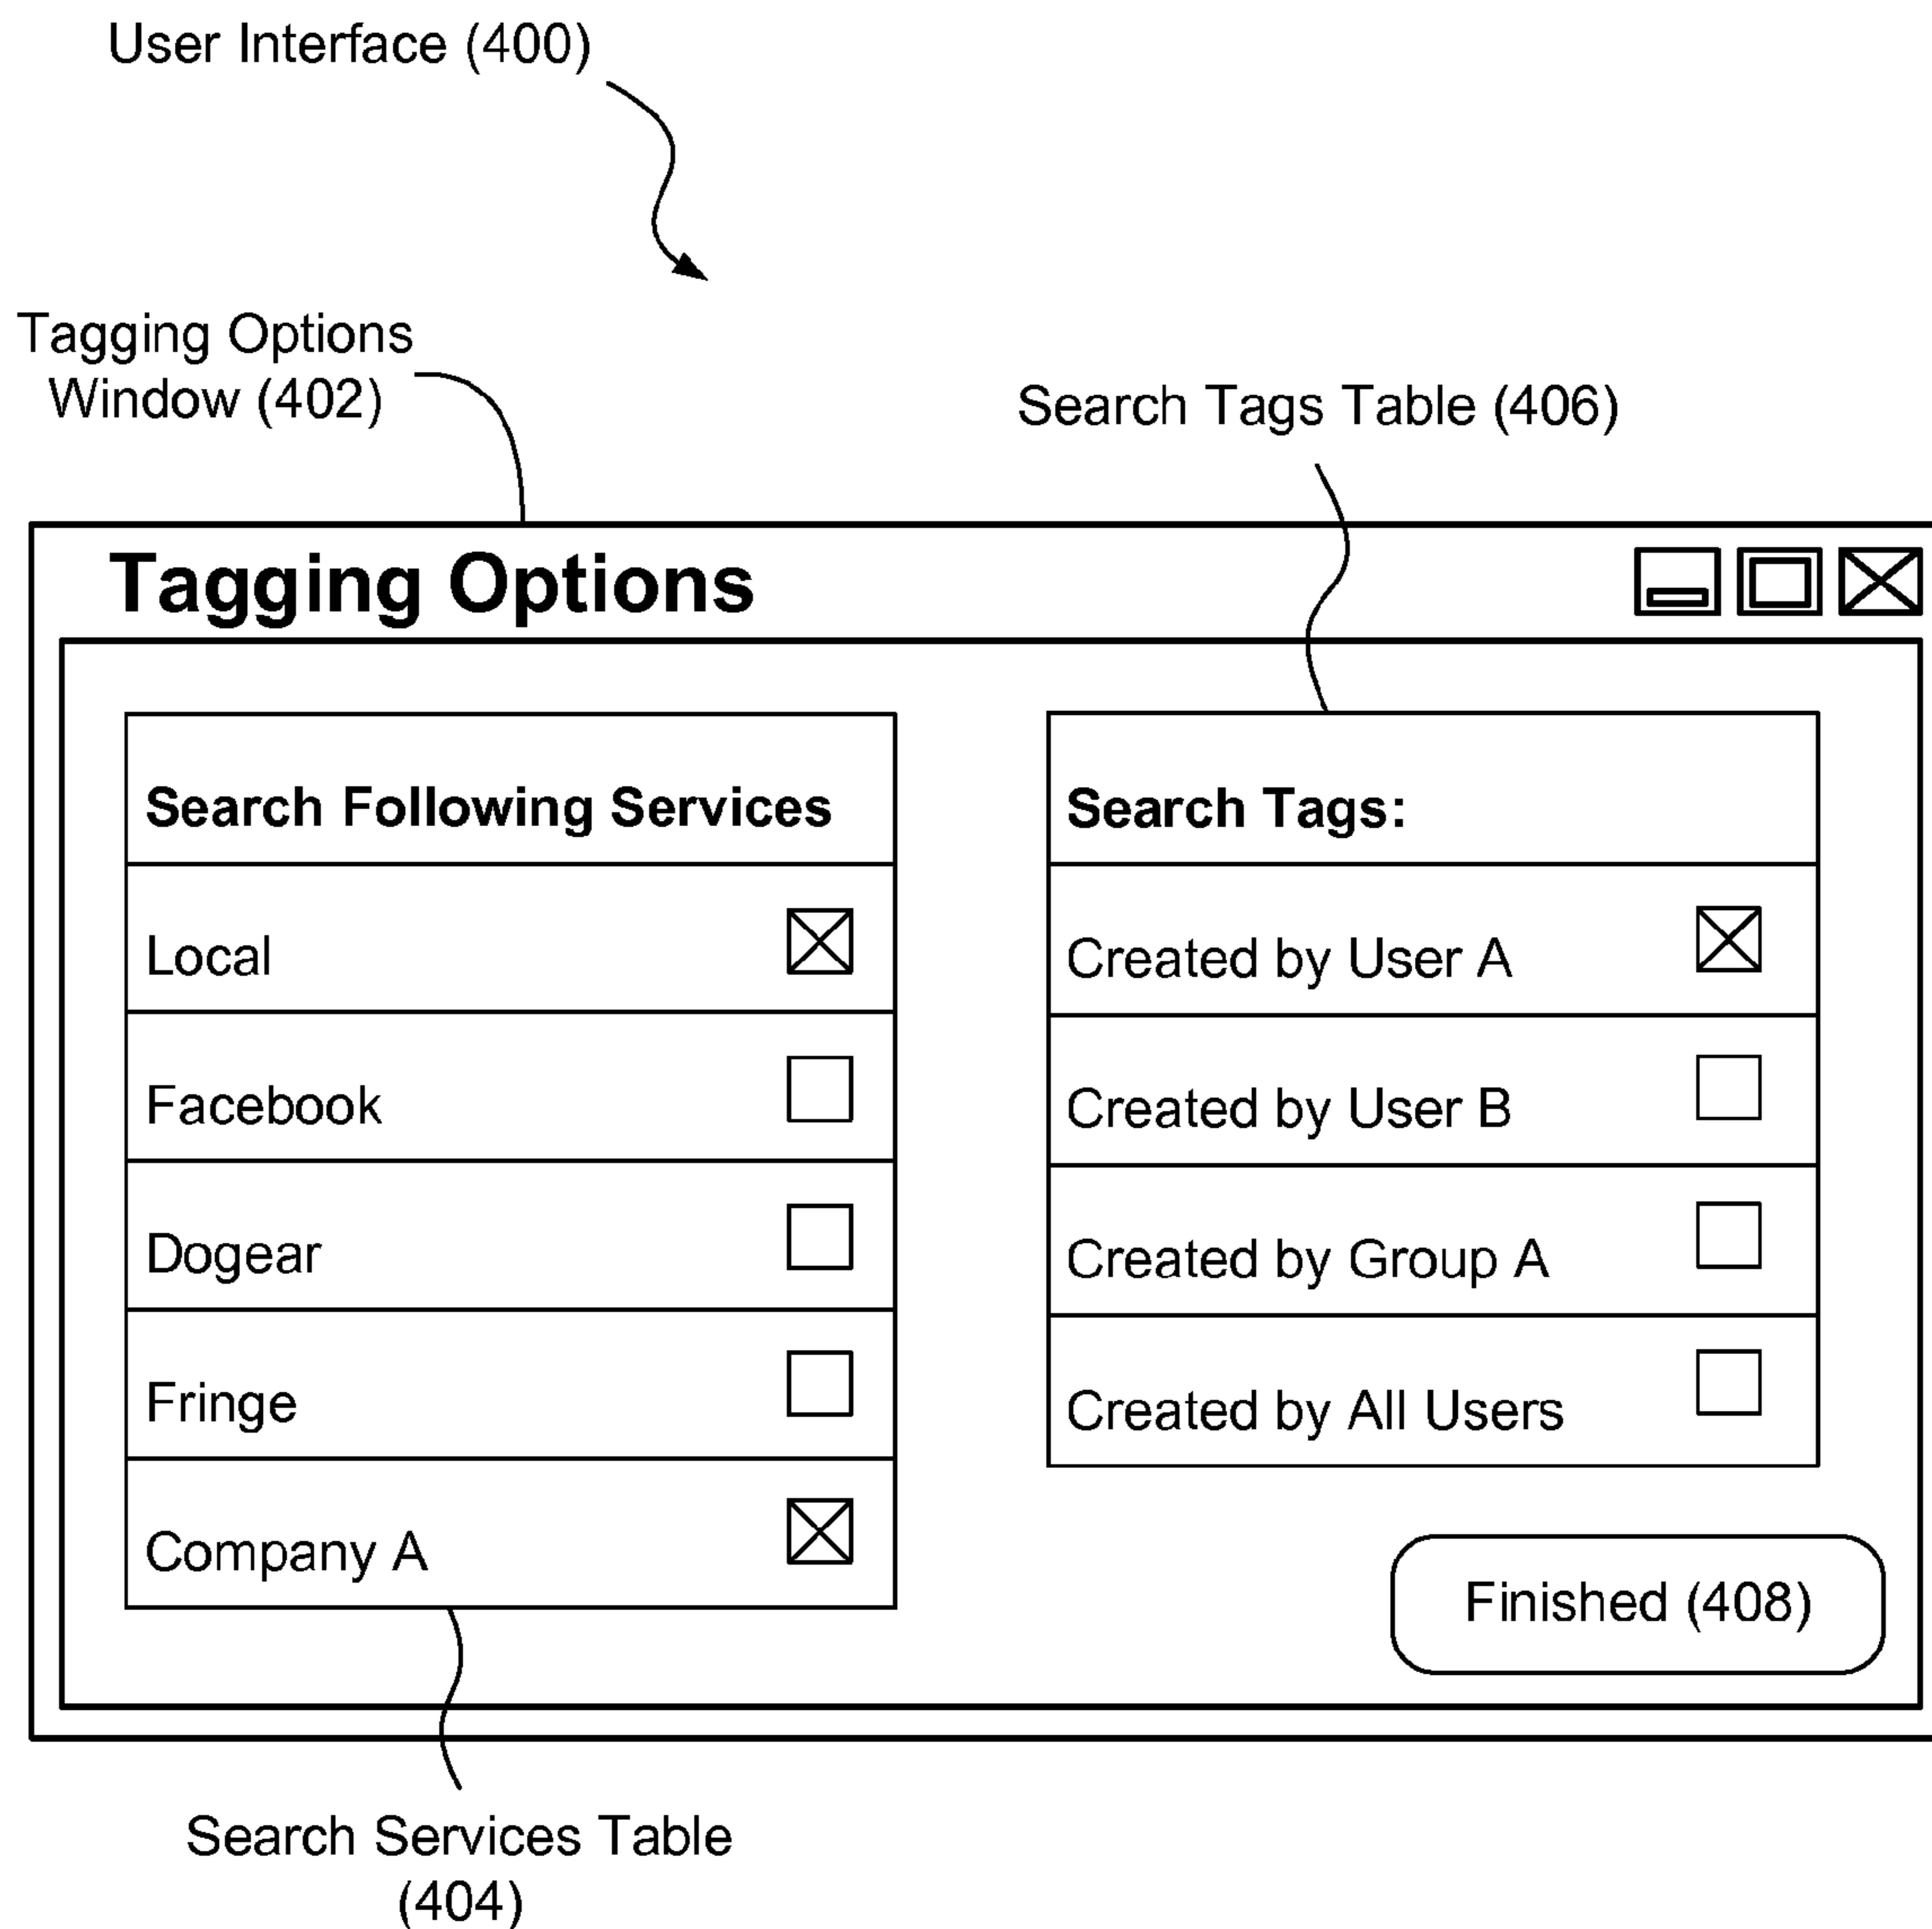 User Interface (400)
Tagging Options
Window (402)
Search Tags Table (406)
Tagging Options
Search Following Services
Local
Facebook
Dogear
Fringe
Company A
Search Tags:
Created by User A
Created by User B
Created by Group A
Created by All Users
Finished (408)
Search Services Table
(404)